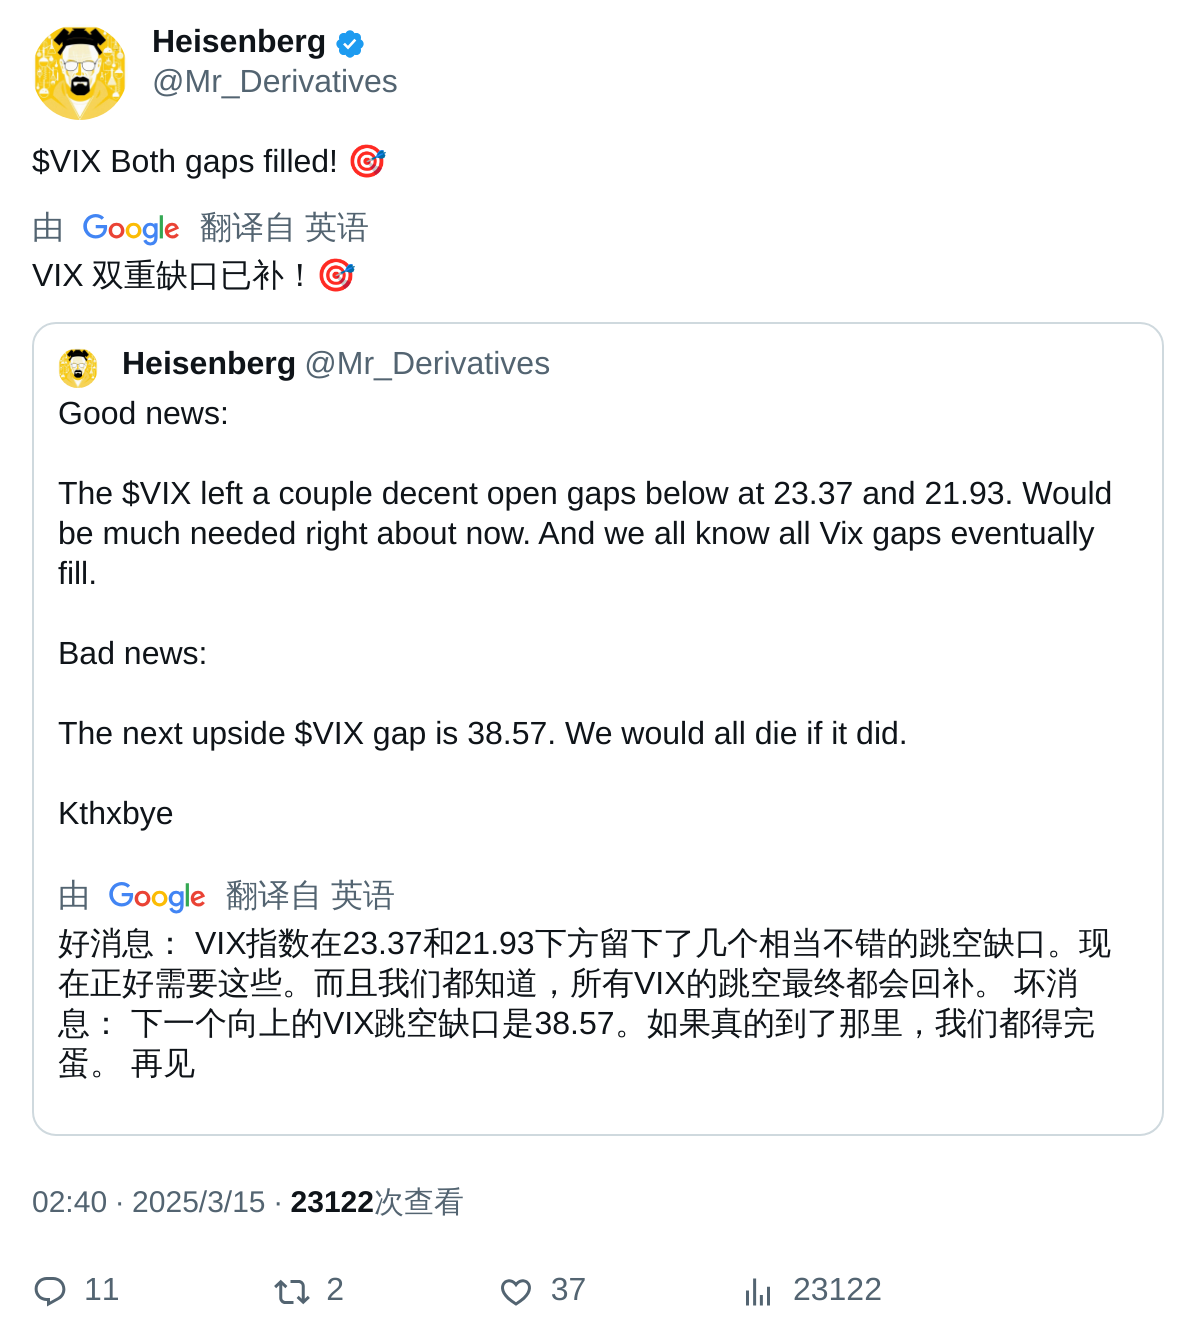 Heisenberg
@Mr_Derivatives
$VIX Both gaps filled! 🎯
由 Google 翻译自 英语
VIX 双重缺口已补！🎯
Heisenberg @Mr_Derivatives
Good news:
The $VIX left a couple decent open gaps below at 23.37 and 21.93. Would
be much needed right about now. And we all know all Vix gaps eventually
fill.
Bad news:
The next upside $VIX gap is 38.57. We would all die if it did.
Kthxbye
由 Google 翻译自 英语
好消息： VIX指数在23.37和21.93下方留下了几个相当不错的跳空缺口。现
在正好需要这些。而且我们都知道，所有VIX的跳空最终都会回补。 坏消
息： 下一个向上的VIX跳空缺口是38.57。如果真的到了那里，我们都得完
蛋。 再见
02:40 · 2025/3/15 · 23122次查看
11 2 37 23122